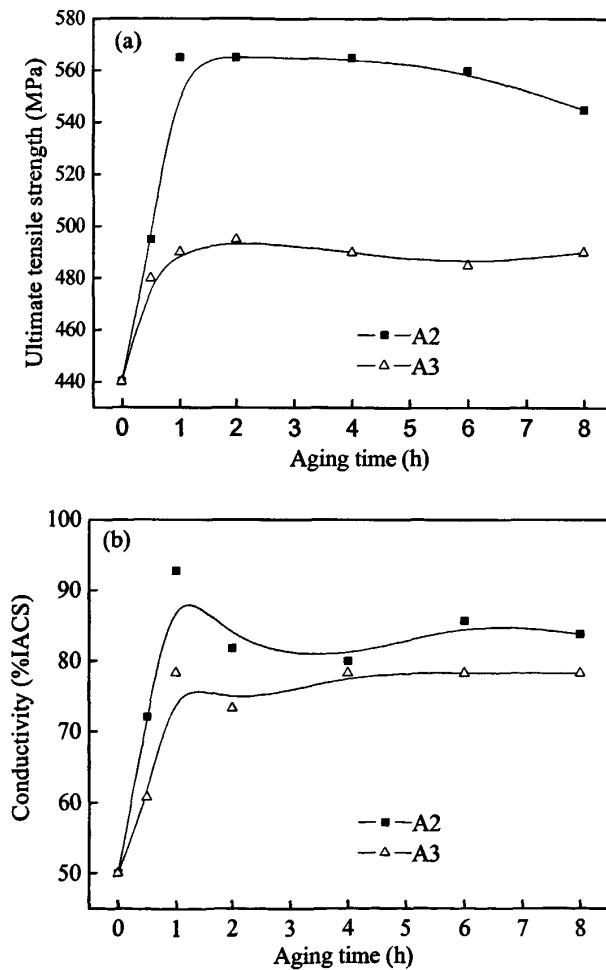 (a)
Ultimate tensile strength (MPa)
580
560
540
520
500
480
460
440
A2
A3
0 1 2 3 4 5 6 7 8
Aging time (h)
(b)
Conductivity (%IACS)
100
90
80
70
60
50
A2
A3
0 1 2 3 4 5 6 7 8
Aging time (h)